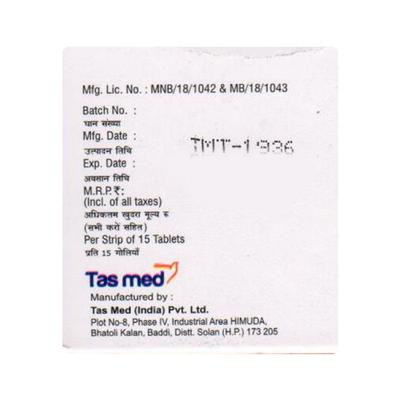 Mfg. Lic. No. : MNB/18/1042 & MB/18/1043
Batch No. :
घान संख्या
Mfg. Date :
उत्पादन तिथि
IMT-1936
Exp. Date :
अवसान तिथि
M.R.P.₹:
(Incl. of all taxes)
अधिकतम खुदरा मूल्य रु
(सभी करों सहित)
Per Strip of 15 Tablets
प्रति 15 गोलियाँ
Tas med
Manufactured by :
Tas Med (India) Pvt. Ltd.
Plot No-8, Phase IV, Industrial Area HIMUDA,
Bhatoli Kalan, Baddi, Distt. Solan (H.P.) 173 205